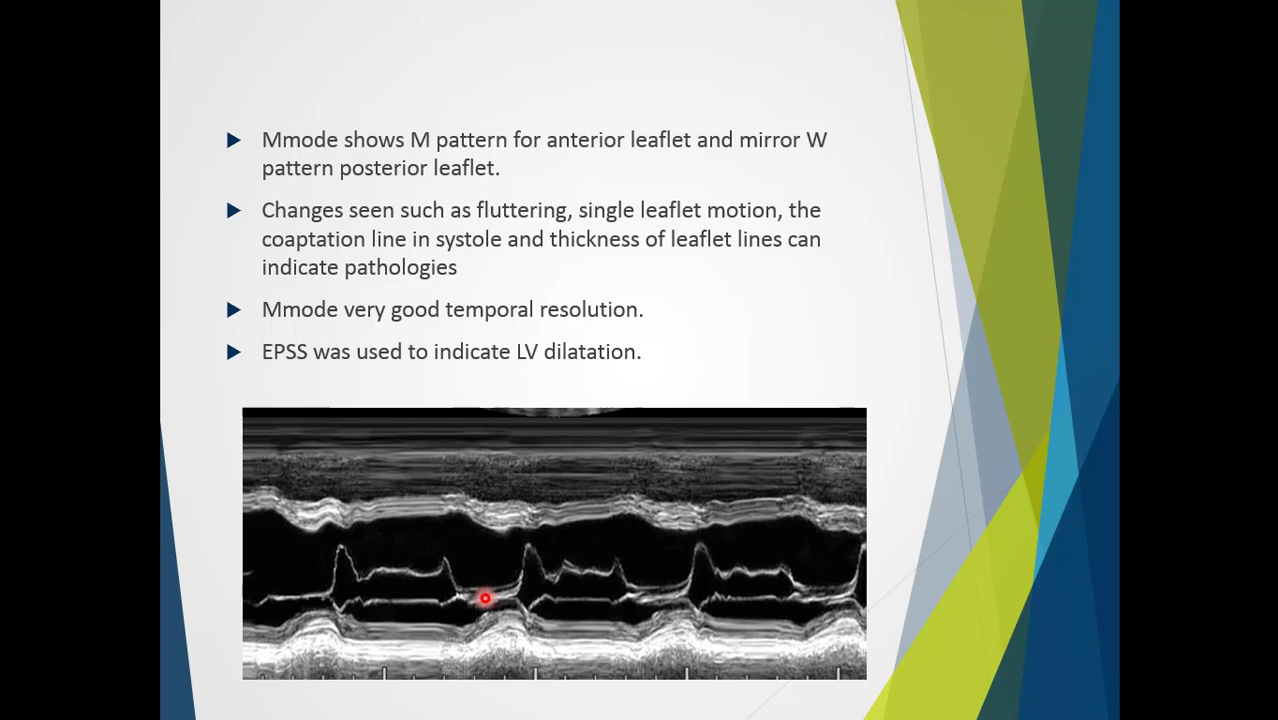 Mmode shows M pattern for anterior leaflet and mirror W
pattern posterior leaflet.
Changes seen such as fluttering, single leaflet motion, the
coaptation line in systole and thickness of leaflet lines can
indicate pathologies
Mmode very good temporal resolution.
EPSS was used to indicate LV dilatation.